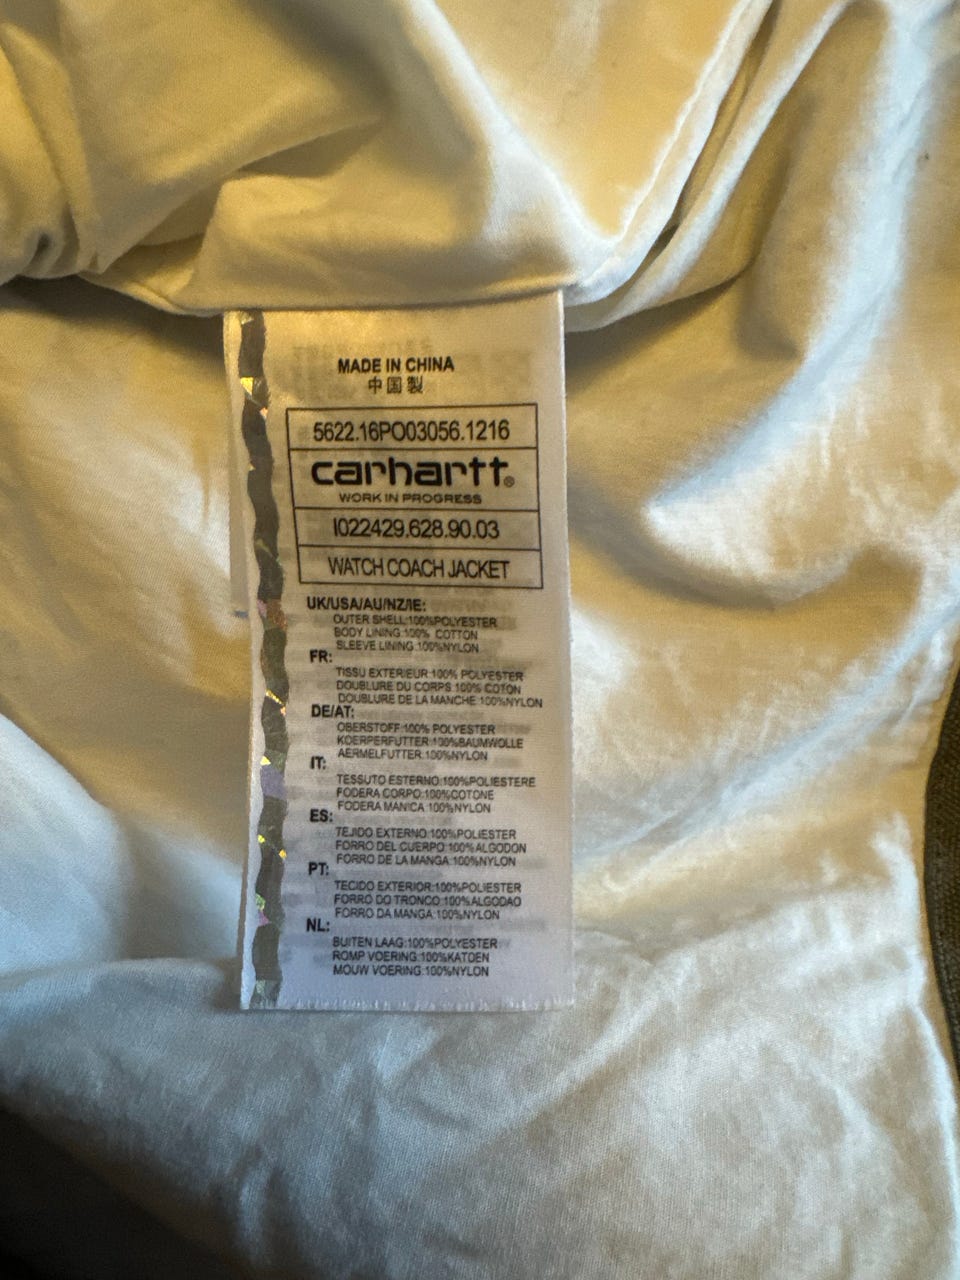 MADE IN CHINA
中国製
5622.16PO03056.1216
carhartt®
WORK IN PROGRESS
I022429.628.90.03
WATCH COACH JACKET
UK/USA/AU/NZ/IE:
OUTER SHELL:100%POLYESTER
BODY LINING:100% COTTON
SLEEVE LINING:100%NYLON
FR:
TISSU EXTERIEUR:100% POLYESTER
DOUBLURE DU CORPS:100% COTON
DOUBLURE DE LA MANCHE:100%NYLON
DE/AT:
OBERSTOFF:100% POLYESTER
KOERPERFUTTER:100%BAUMWOLLE
AERMELFUTTER:100%NYLON
IT:
TESSUTO ESTERNO:100%POLIESTERE
FODERA CORPO:100%COTONE
FODERA MANICA:100%NYLON
ES:
TEJIDO EXTERNO:100%POLIESTER
FORRO DEL CUERPO:100%ALGODON
FORRO DE LA MANGA:100%NYLON
PT:
TECIDO EXTERIOR:100%POLIESTER
FORRO DO TRONCO:100%ALGODAO
FORRO DA MANGA:100%NYLON
NL:
BUITEN LAAG:100%POLYESTER
ROMP VOERING:100%KATOEN
MOUW VOERING:100%NYLON